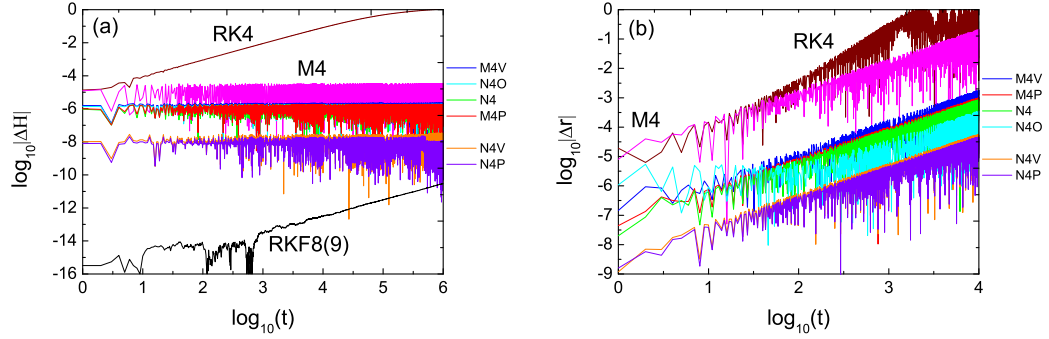 (a)
RK4
M4
RKF8(9)
0
-2
-4
-6
-8
-10
-12
-14
-16
log10|ΔH|
0 1 2 3 4 5 6
log10(t)
M4V
N4O
N4
M4P
N4V
N4P
(b)
RK4
M4
0
-1
-2
-3
-4
-5
-6
-7
-8
-9
log10|Δr|
0 1 2 3 4
log10(t)
M4V
M4P
N4
N4O
N4V
N4P